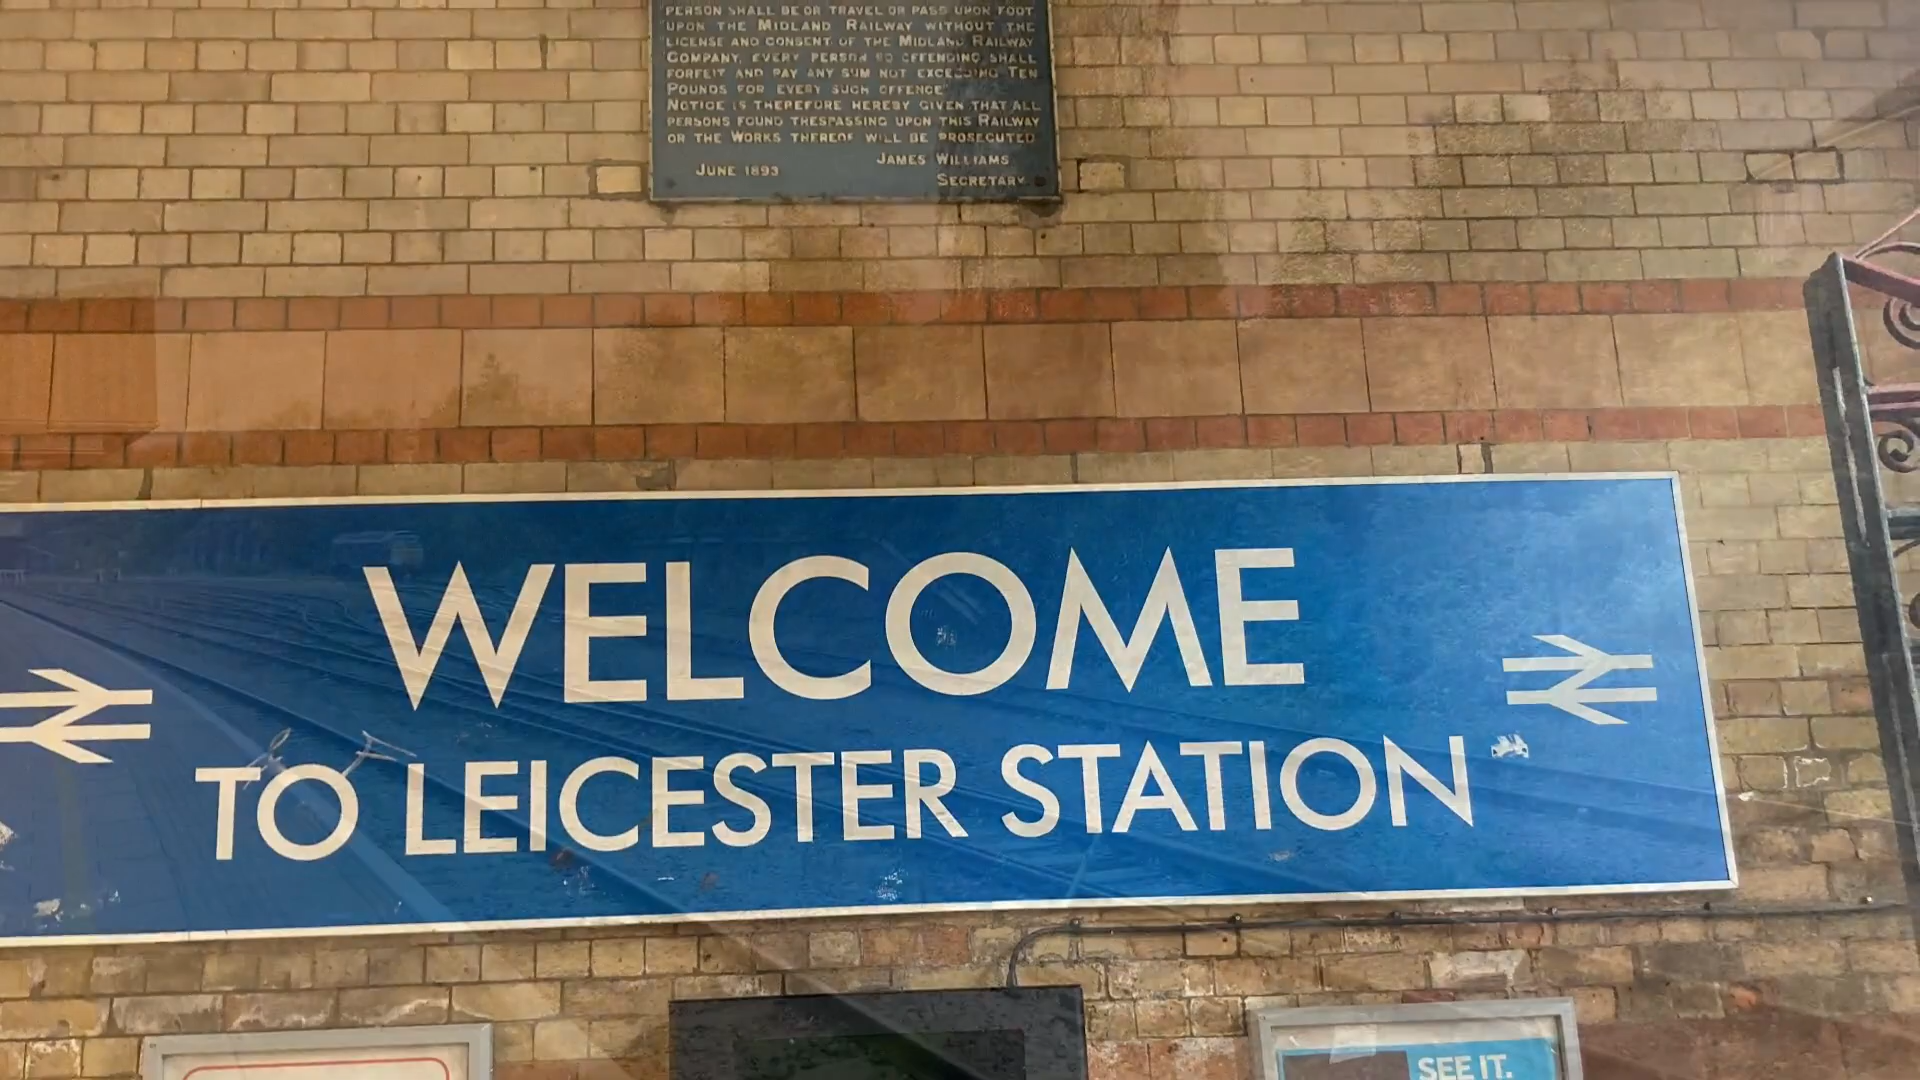 PERSON SHALL BE OR TRAVEL OR PASS UPON FOOT
UPON THE MIDLAND RAILWAY WITHOUT THE
LICENSE AND CONSENT OF THE MIDLAND RAILWAY
COMPANY, EVERY PERSON SO OFFENDING SHALL
FORFEIT AND PAY ANY SUM NOT EXCEEDING TEN
POUNDS FOR EVERY SUCH OFFENCE"
NOTICE IS THEREFORE HEREBY GIVEN THAT ALL
PERSONS FOUND TRESPASSING UPON THIS RAILWAY
OR THE WORKS THEREOF WILL BE PROSECUTED
JAMES WILLIAMS
JUNE 1893
SECRETARY.
WELCOME
TO LEICESTER STATION
SEE IT.